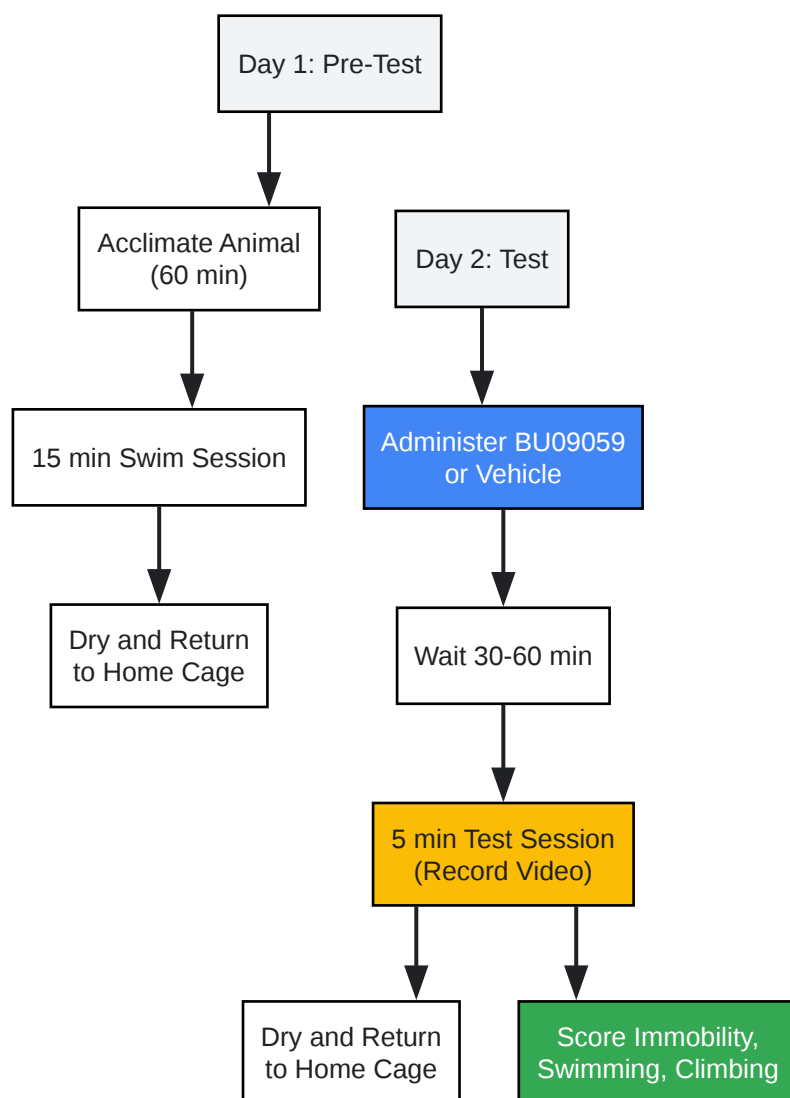 Day 1: Pre-Test
Acclimate Animal
(60 min)
15 min Swim Session
Dry and Return
to Home Cage
Day 2: Test
Administer BU09059
or Vehicle
Wait 30-60 min
5 min Test Session
(Record Video)
Dry and Return
to Home Cage
Score Immobility,
Swimming, Climbing